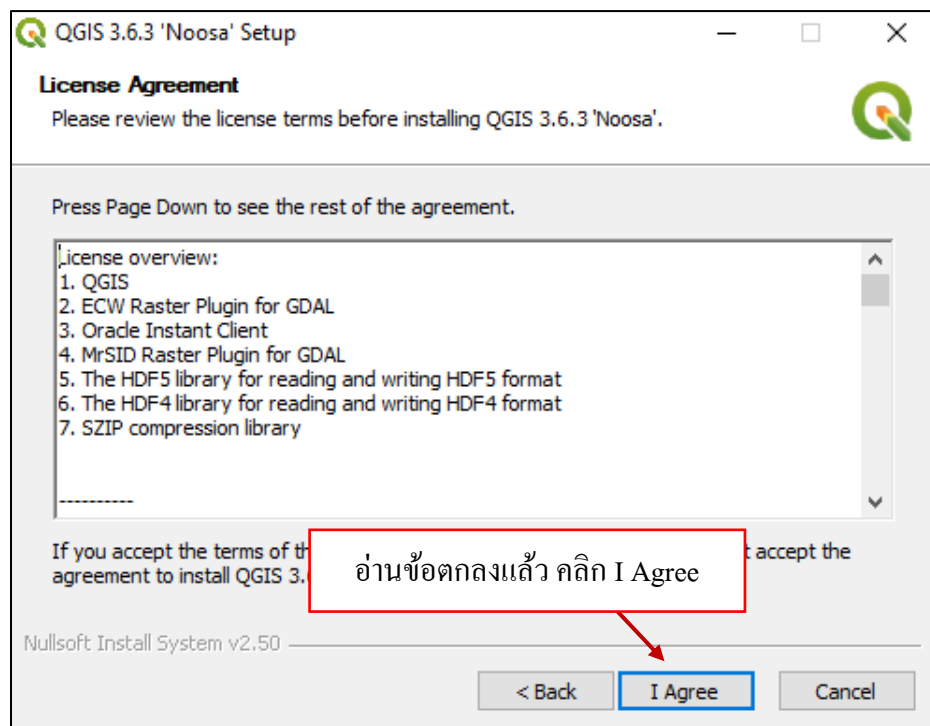 QGIS 3.6.3 'Noosa' Setup
License Agreement
Please review the license terms before installing QGIS 3.6.3 'Noosa'.
Press Page Down to see the rest of the agreement.
License overview:
1. QGIS
2. ECW Raster Plugin for GDAL
3. Oracle Instant Client
4. MrSID Raster Plugin for GDAL
5. The HDF5 library for reading and writing HDF5 format
6. The HDF4 library for reading and writing HDF4 format
7. SZIP compression library
----------
If you accept the terms of th t accept the
agreement to install QGIS 3.
อ่านข้อตกลงแล้ว คลิก I Agree
Nullsoft Install System v2.50
< Back I Agree Cancel